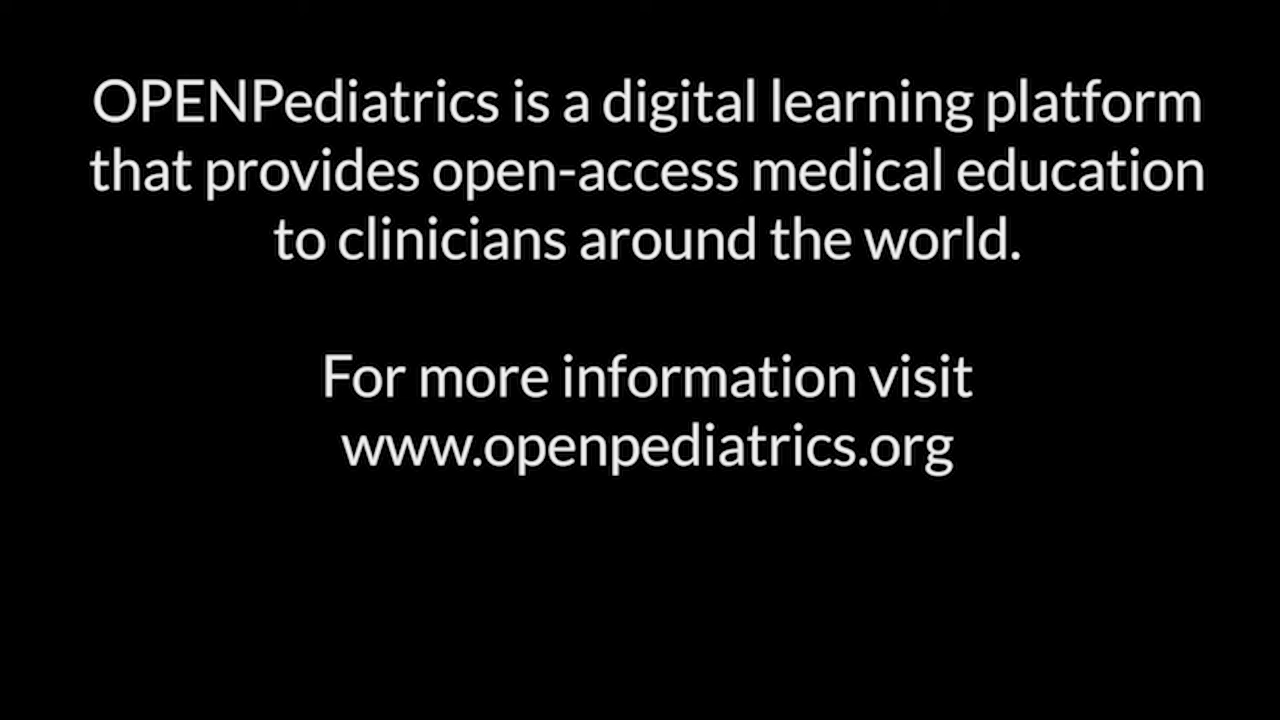 OPENPediatrics is a digital learning platform
that provides open-access medical education
to clinicians around the world.
For more information visit
www.openpediatrics.org